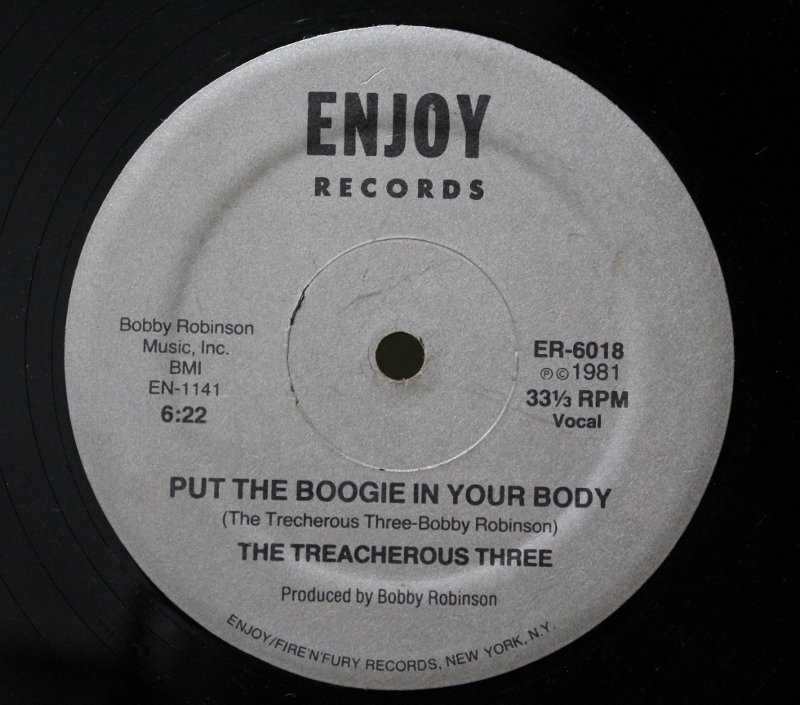 ENJOY
RECORDS
Bobby Robinson
Music, Inc.
BMI
EN-1141
6:22
ER-6018
℗©1981
33⅓ RPM
Vocal
PUT THE BOOGIE IN YOUR BODY
(The Trecherous Three-Bobby Robinson)
THE TREACHEROUS THREE
Produced by Bobby Robinson
ENJOY/FIRE'N'FURY RECORDS, NEW YORK, N.Y.